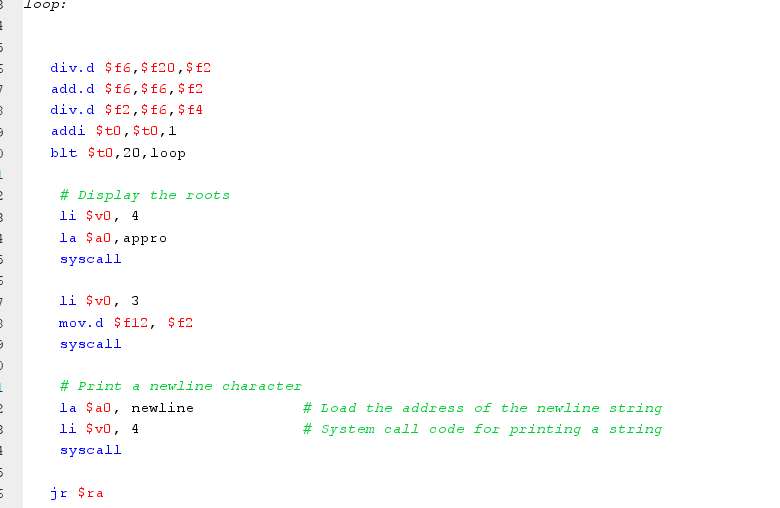 loop:
div.d $f6,$f20,$f2
add.d $f6,$f6,$f2
div.d $f2,$f6,$f4
addi $t0,$t0,1
blt $t0,20,loop
# Display the roots
li $v0, 4
la $a0,appro
syscall
li $v0, 3
mov.d $f12, $f2
syscall
# Print a newline character
la $a0, newline # Load the address of the newline string
li $v0, 4 # System call code for printing a string
syscall
jr $ra